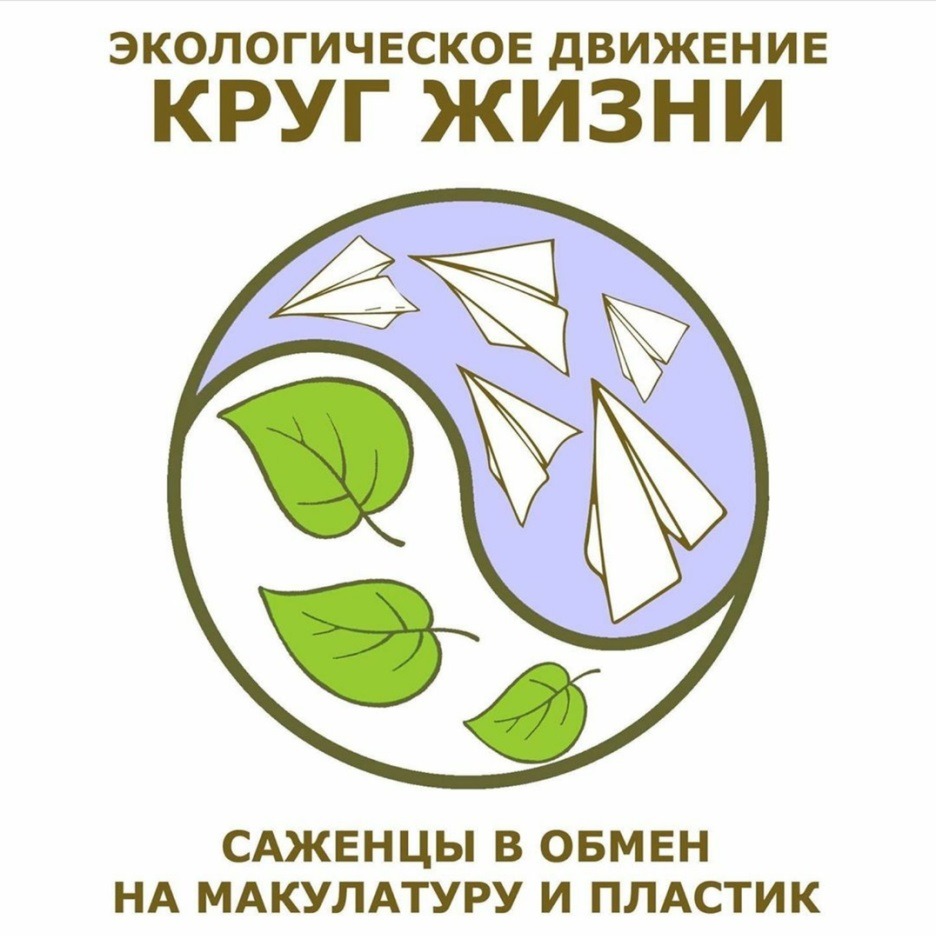 ЭКОЛОГИЧЕСКОЕ ДВИЖЕНИЕ
КРУГ ЖИЗНИ
САЖЕНЦЫ В ОБМЕН
НА МАКУЛАТУРУ И ПЛАСТИК